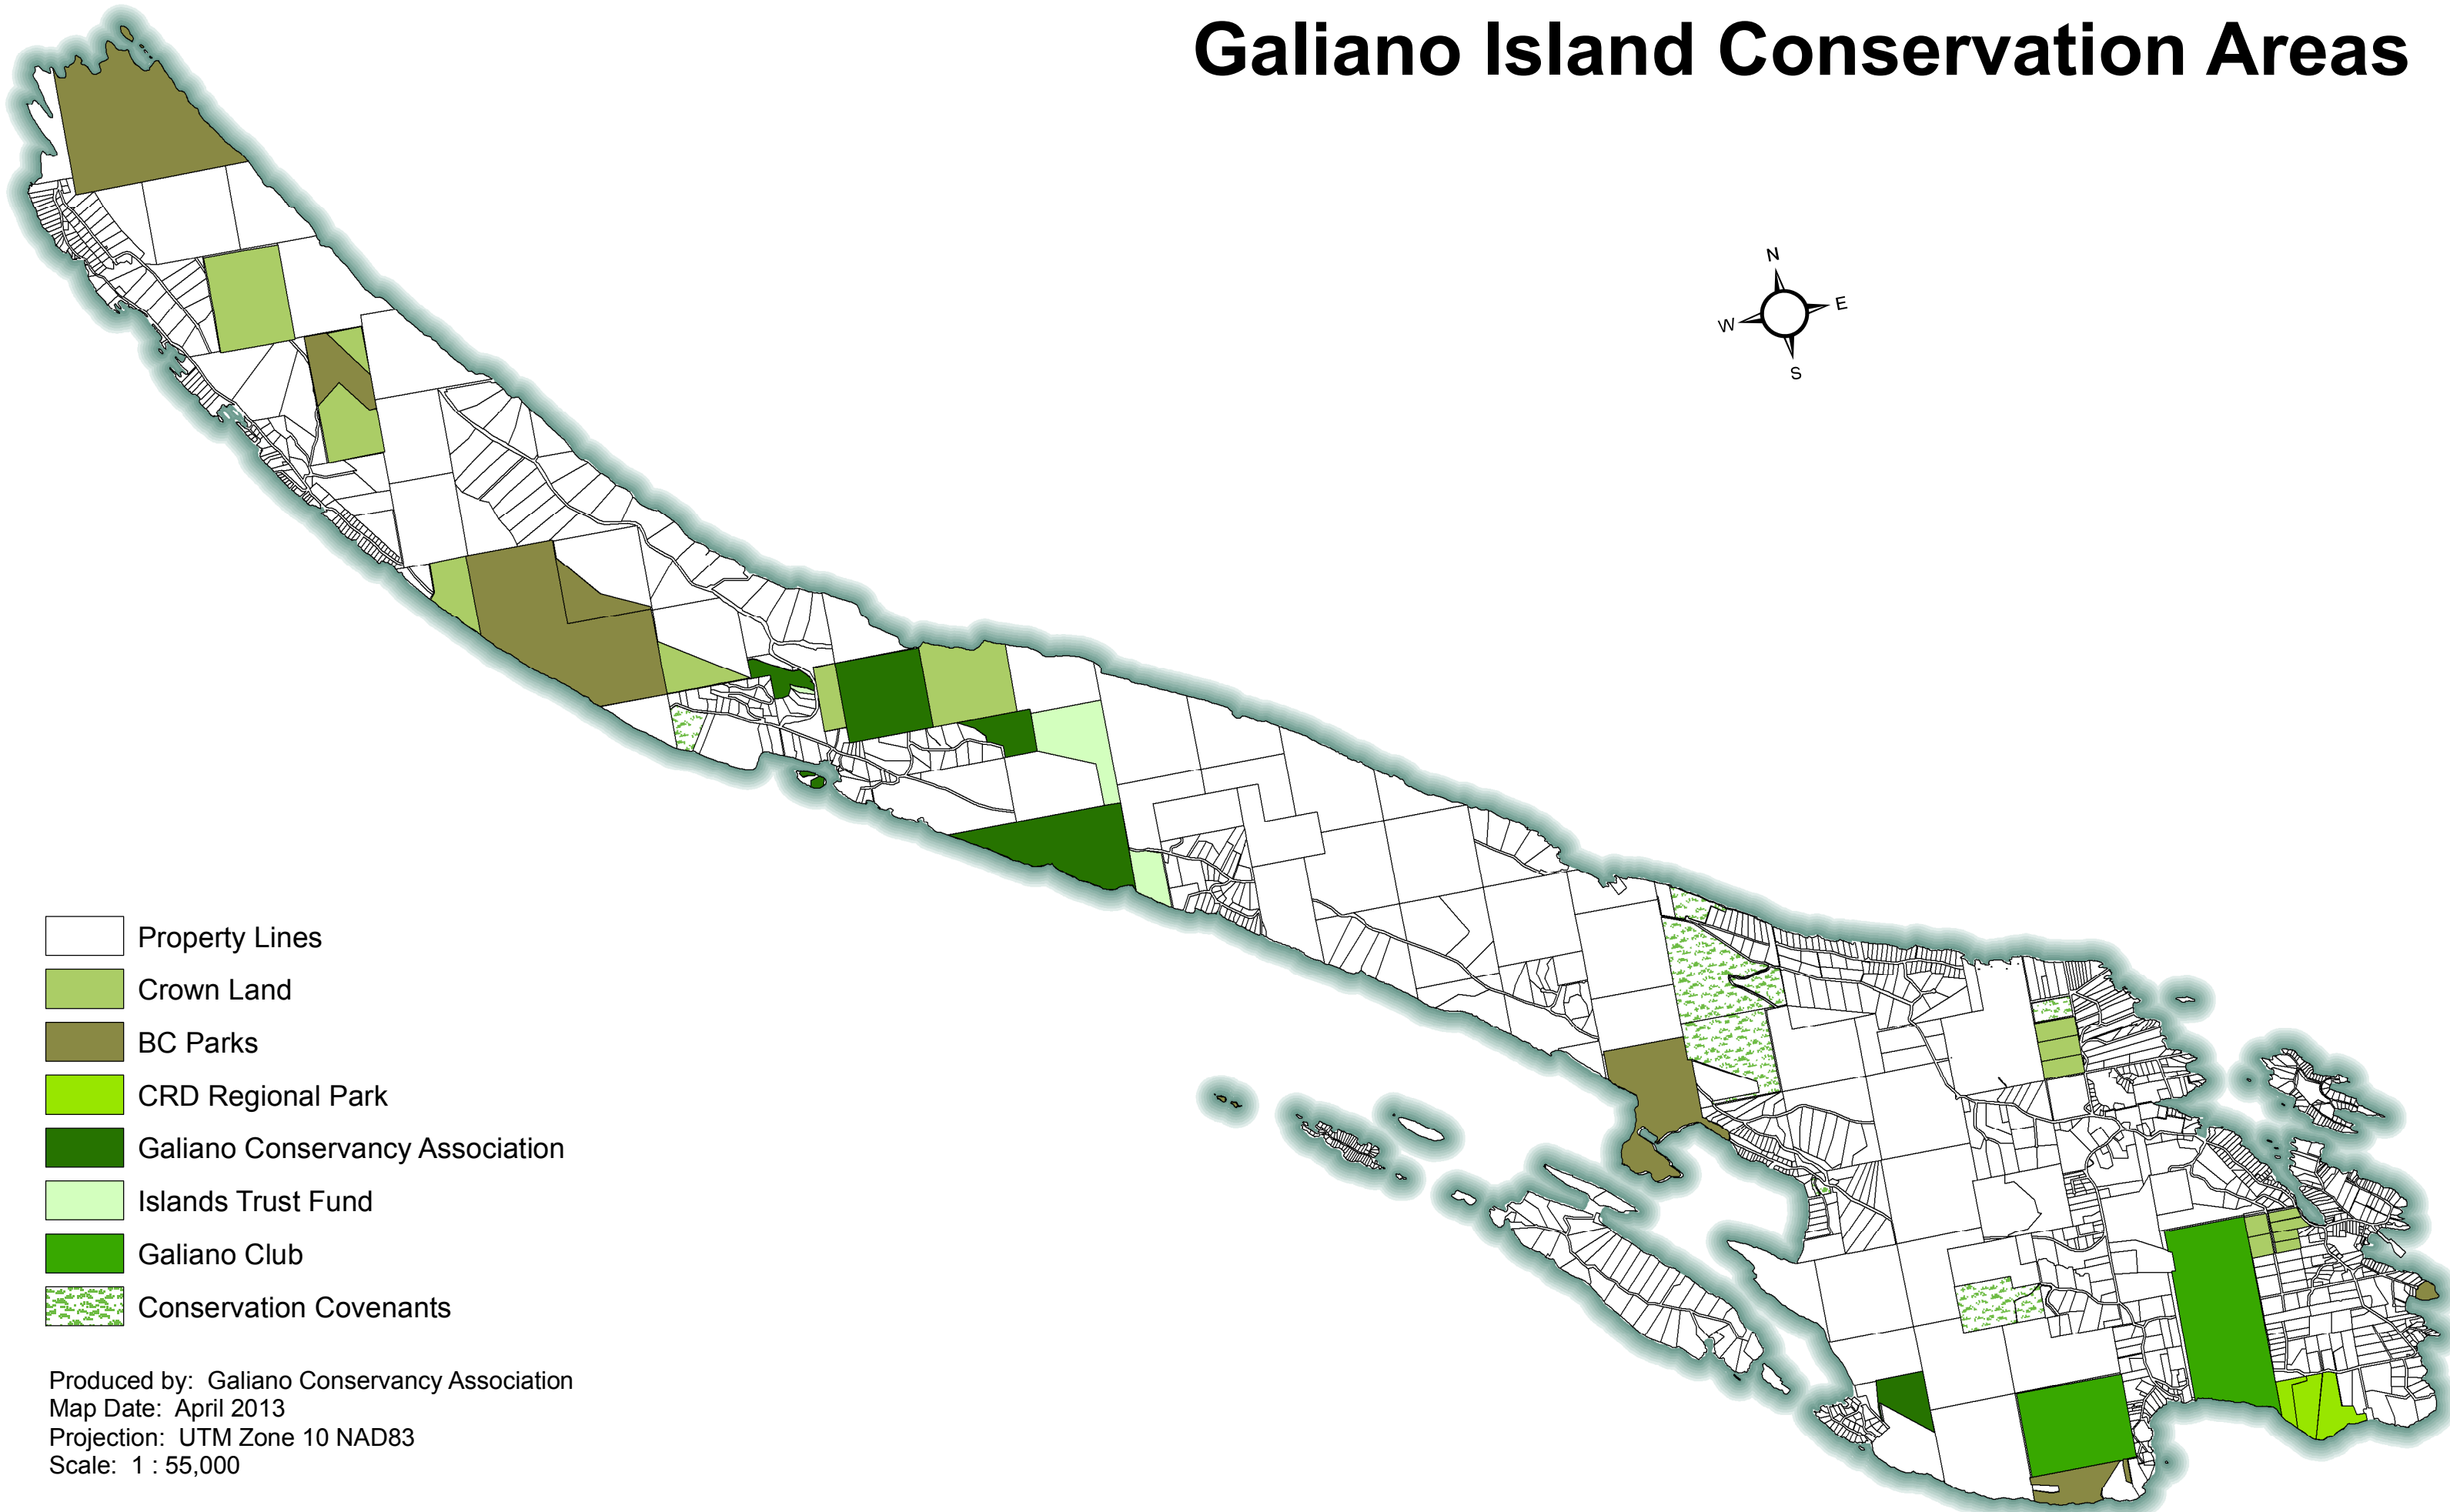 Galiano Island Conservation Areas
N
E
W
S
Property Lines
Crown Land
BC Parks
CRD Regional Park
Galiano Conservancy Association
Islands Trust Fund
Galiano Club
Conservation Covenants
Produced by: Galiano Conservancy Association
Map Date: April 2013
Projection: UTM Zone 10 NAD83
Scale: 1 : 55,000